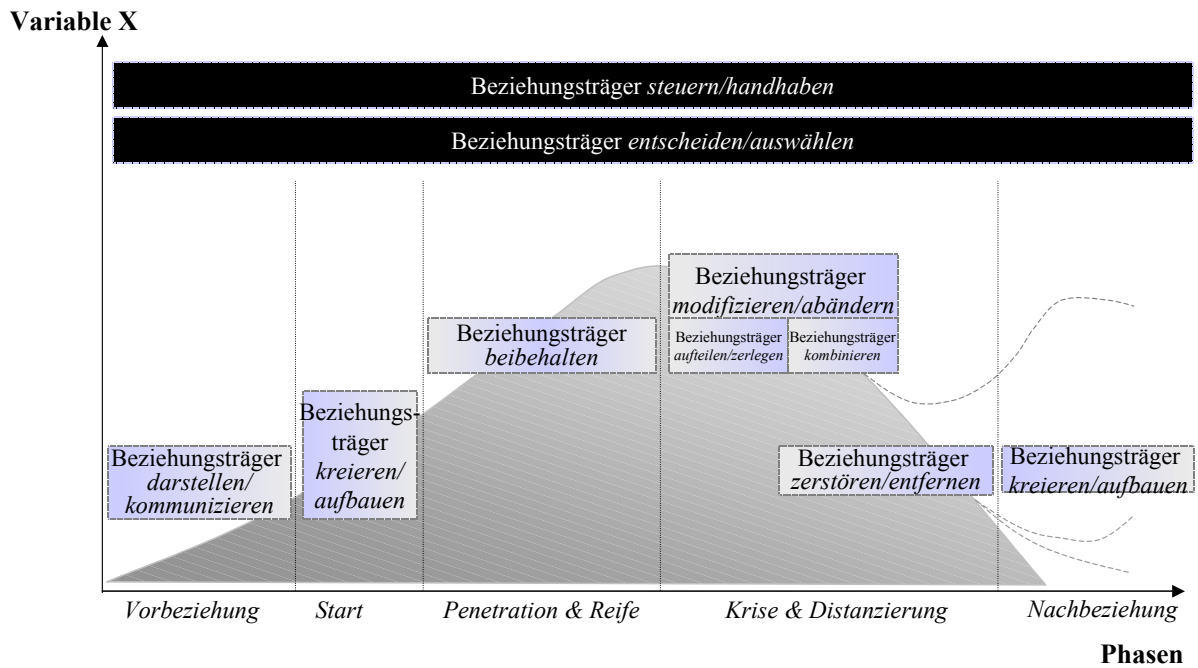 Variable X
Beziehungsträger steuern/handhaben
Beziehungsträger entscheiden/auswählen
Beziehungsträger
modifizieren/abändern
Beziehungsträger
aufteilen/zerlegen
Beziehungsträger
kombinieren
Beziehungsträger
beibehalten
Beziehungs-
träger
kreieren/
aufbauen
Beziehungsträger
darstellen/
kommunizieren
Beziehungsträger
zerstören/entfernen
Beziehungsträger
kreieren/aufbauen
Vorbeziehung
Start
Penetration & Reife
Krise & Distanzierung
Nachbeziehung
Phasen